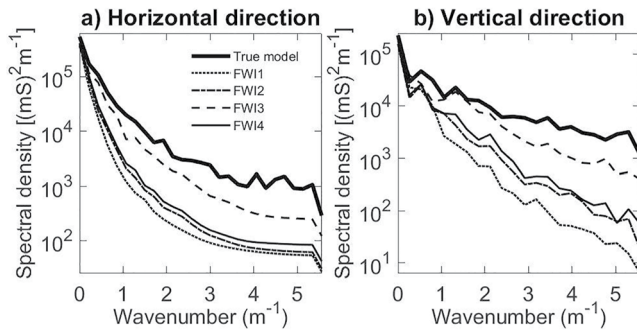 a) Horizontal direction
b) Vertical direction
Spectral density [(mS)²m⁻¹]
10⁵
10⁴
10³
10²
True model
FWI1
FWI2
FWI3
FWI4
0 1 2 3 4 5
Wavenumber (m⁻¹)
Spectral density [(mS)²m⁻¹]
10⁵
10⁴
10³
10²
10¹
0 1 2 3 4 5
Wavenumber (m⁻¹)